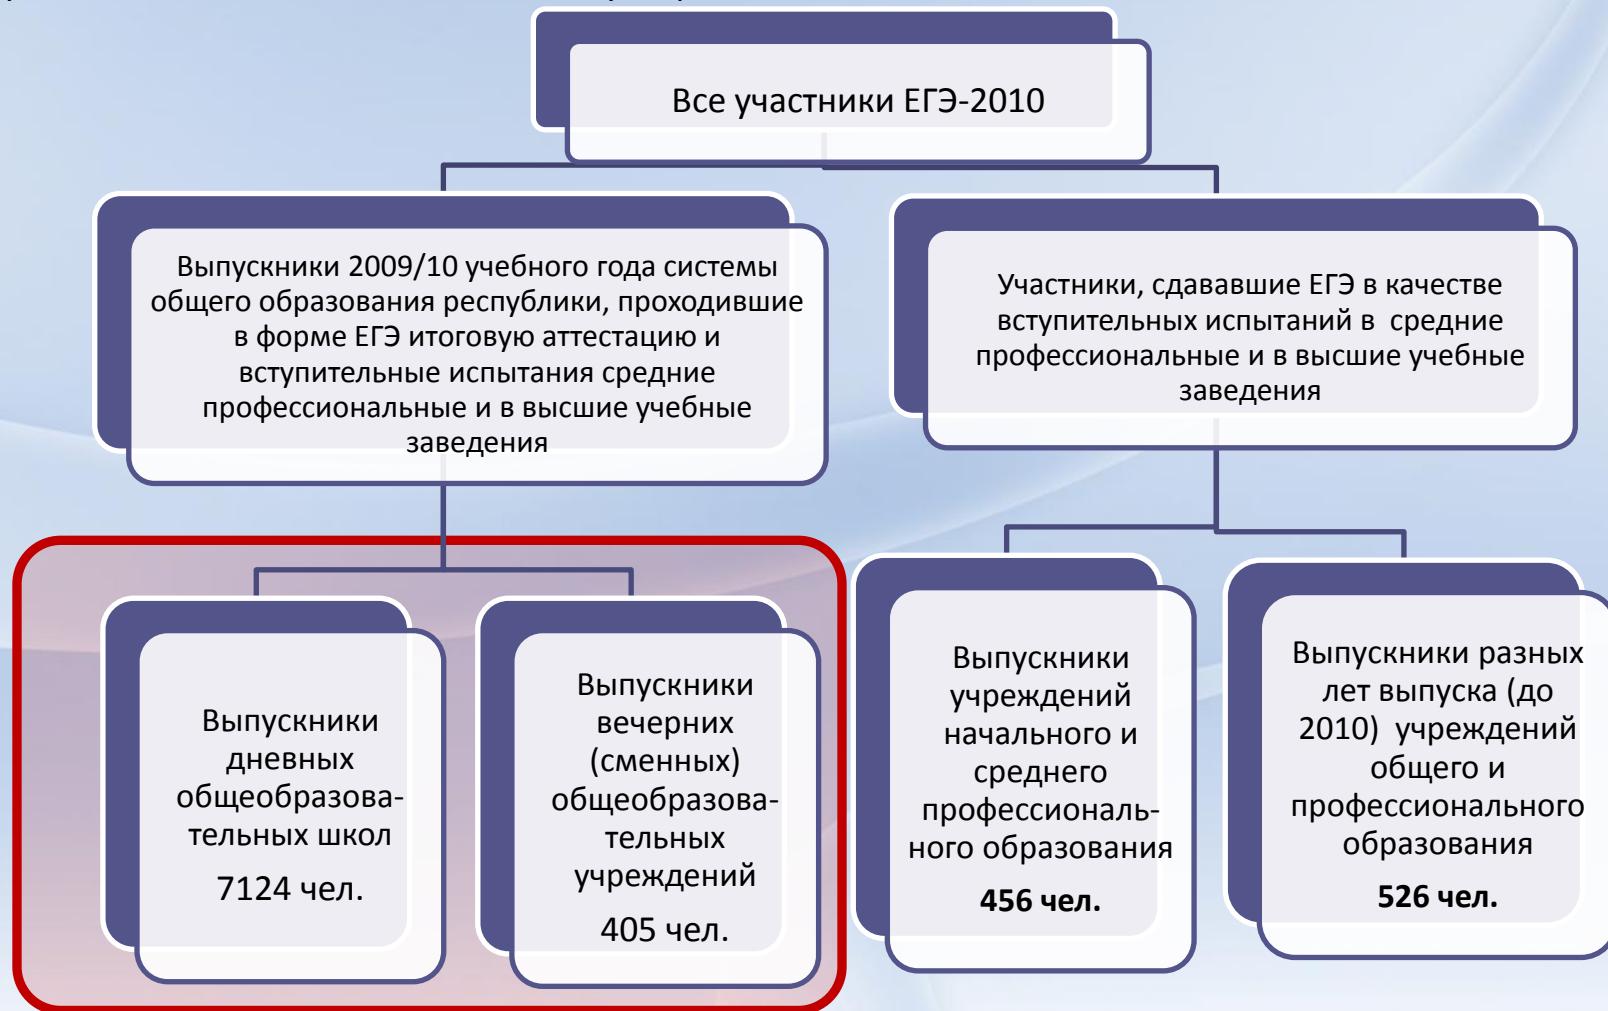 Все участники ЕГЭ-2010
Выпускники 2009/10 учебного года системы
общего образования республики, проходившие
в форме ЕГЭ итоговую аттестацию и
вступительные испытания средние
профессиональные и в высшие учебные
заведения
Участники, сдававшие ЕГЭ в качестве
вступительных испытаний в средние
профессиональные и в высшие учебные
заведения
Выпускники
дневных
общеобразова-
тельных школ
7124 чел.
Выпускники
вечерних
(сменных)
общеобразова-
тельных
учреждений
405 чел.
Выпускники
учреждений
начального и
среднего
профессиональ-
ного образования
456 чел.
Выпускники разных
лет выпуска (до
2010) учреждений
общего и
профессионального
образования
526 чел.